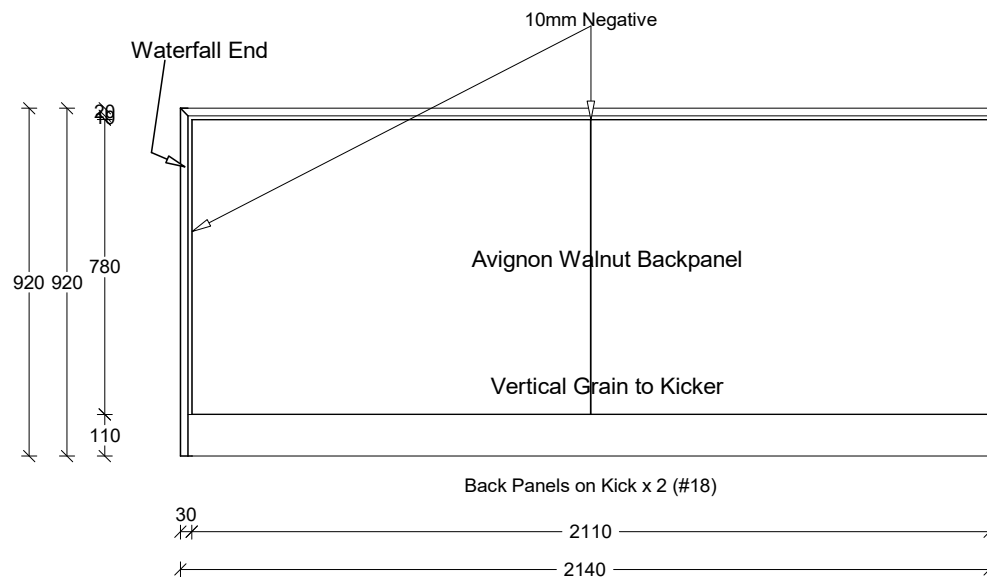 10mm Negative
Waterfall End
20
10
920
920
780
Avignon Walnut Backpanel
Vertical Grain to Kicker
110
Back Panels on Kick x 2 (#18)
30
2110
2140